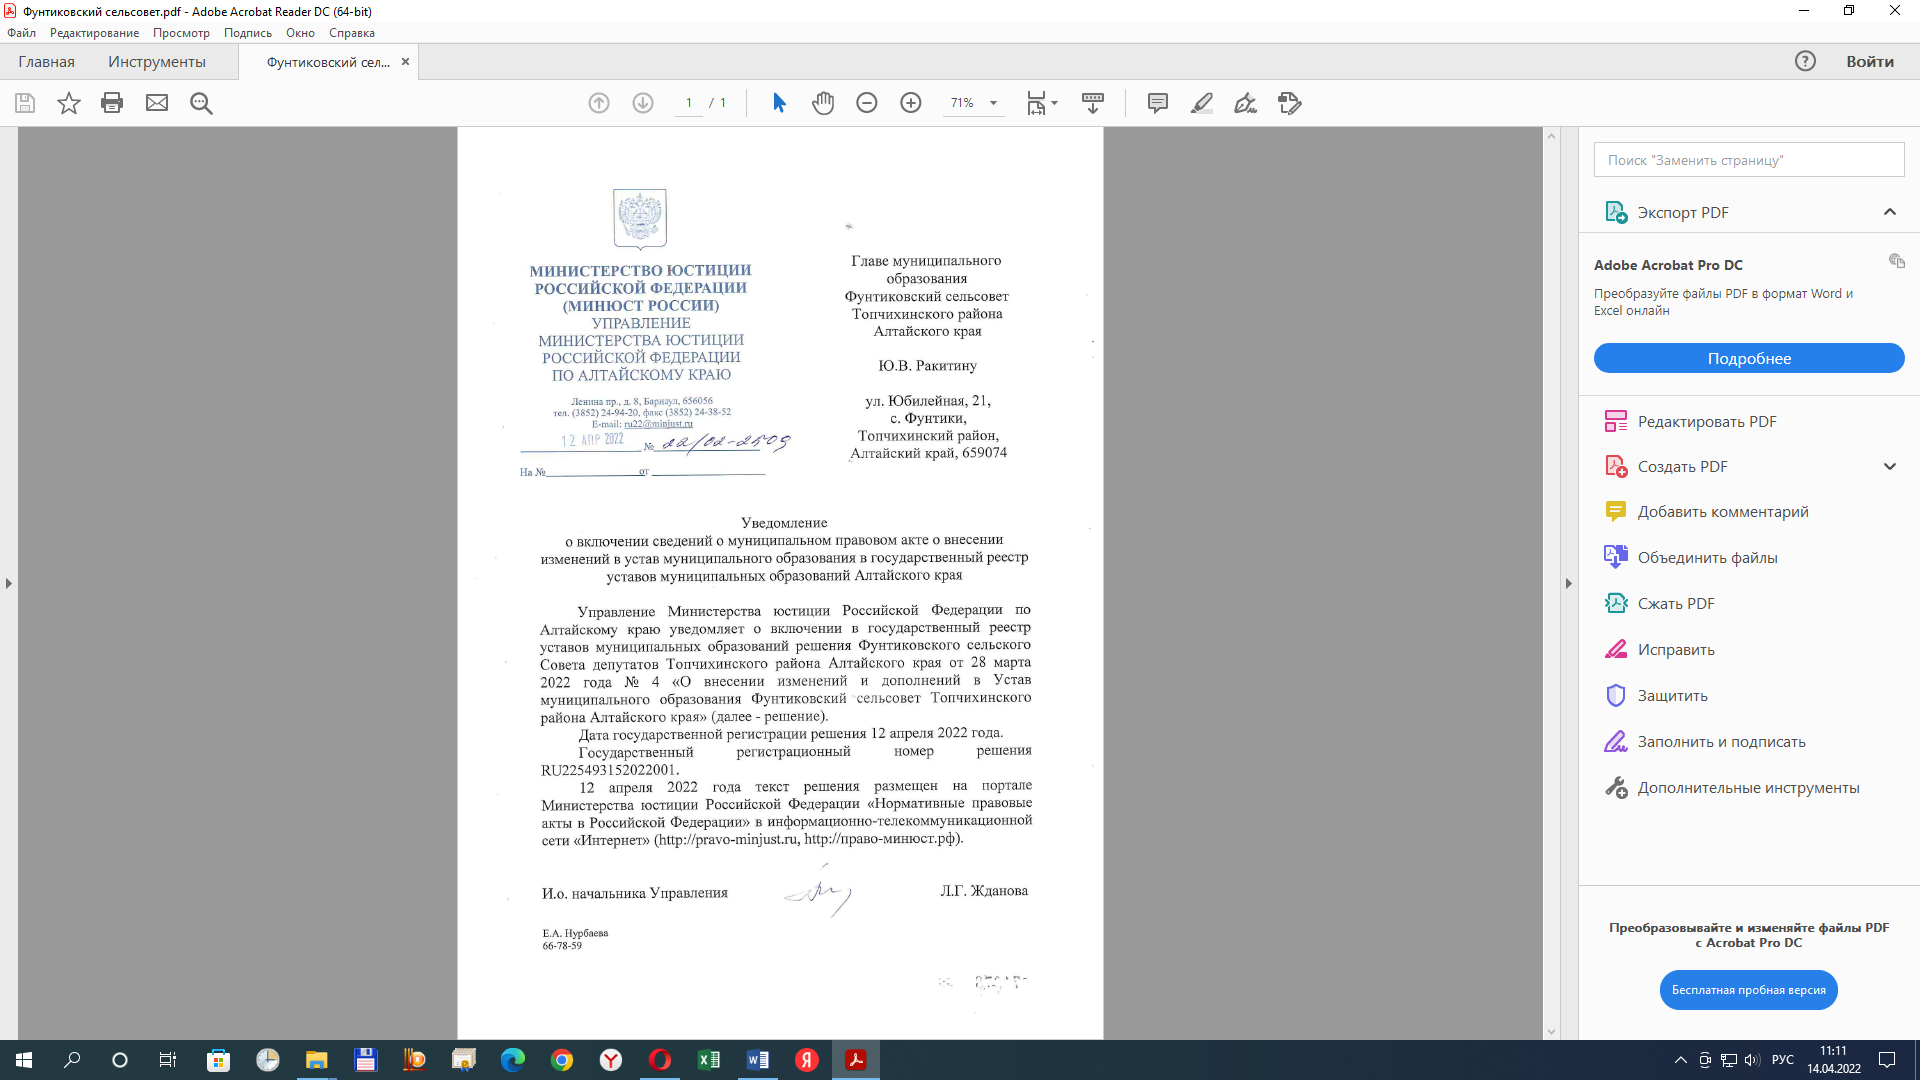 Фунтиковский сельсовет.pdf - Adobe Acrobat Reader DC (64-bit)
Файл Редактирование Просмотр Подпись Окно Справка
Главная Инструменты Фунтиковский сел... × ? Войти
1 / 1 71%
МИНИСТЕРСТВО ЮСТИЦИИ
РОССИЙСКОЙ ФЕДЕРАЦИИ
(МИНЮСТ РОССИИ)
УПРАВЛЕНИЕ
МИНИСТЕРСТВА ЮСТИЦИИ
РОССИЙСКОЙ ФЕДЕРАЦИИ
ПО АЛТАЙСКОМУ КРАЮ
Ленина пр., д. 8, Барнаул, 656056
тел. (3852) 24-94-20, факс (3852) 24-38-52
E-mail: ru22@minjust.ru
12 АПР 2022 № 22/02-2509
На № от
Главе муниципального
образования
Фунтиковский сельсовет
Топчихинского района
Алтайского края
Ю.В. Ракитину
ул. Юбилейная, 21,
с. Фунтики,
Топчихинский район,
Алтайский край, 659074
Уведомление
о включении сведений о муниципальном правовом акте о внесении
изменений в устав муниципального образования в государственный реестр
уставов муниципальных образований Алтайского края
Управление Министерства юстиции Российской Федерации по
Алтайскому краю уведомляет о включении в государственный реестр
уставов муниципальных образований решения Фунтиковского сельского
Совета депутатов Топчихинского района Алтайского края от 28 марта
2022 года № 4 «О внесении изменений и дополнений в Устав
муниципального образования Фунтиковский сельсовет Топчихинского
района Алтайского края» (далее - решение).
Дата государственной регистрации решения 12 апреля 2022 года.
Государственный регистрационный номер решения
RU225493152022001.
12 апреля 2022 года текст решения размещен на портале
Министерства юстиции Российской Федерации «Нормативные правовые
акты в Российской Федерации» в информационно-телекоммуникационной
сети «Интернет» (http://pravo-minjust.ru, http://право-минюст.рф).
И.о. начальника Управления Л.Г. Жданова
Е.А. Нурбаева
66-78-59
Поиск "Заменить страницу"
Экспорт PDF
Adobe Acrobat Pro DC
Преобразуйте файлы PDF в формат Word и
Excel онлайн
Подробнее
Редактировать PDF
Создать PDF
Добавить комментарий
Объединить файлы
Сжать PDF
Исправить
Защитить
Заполнить и подписать
Дополнительные инструменты
Преобразовывайте и изменяйте файлы PDF
с Acrobat Pro DC
Бесплатная пробная версия
РУС
11:11
14.04.2022